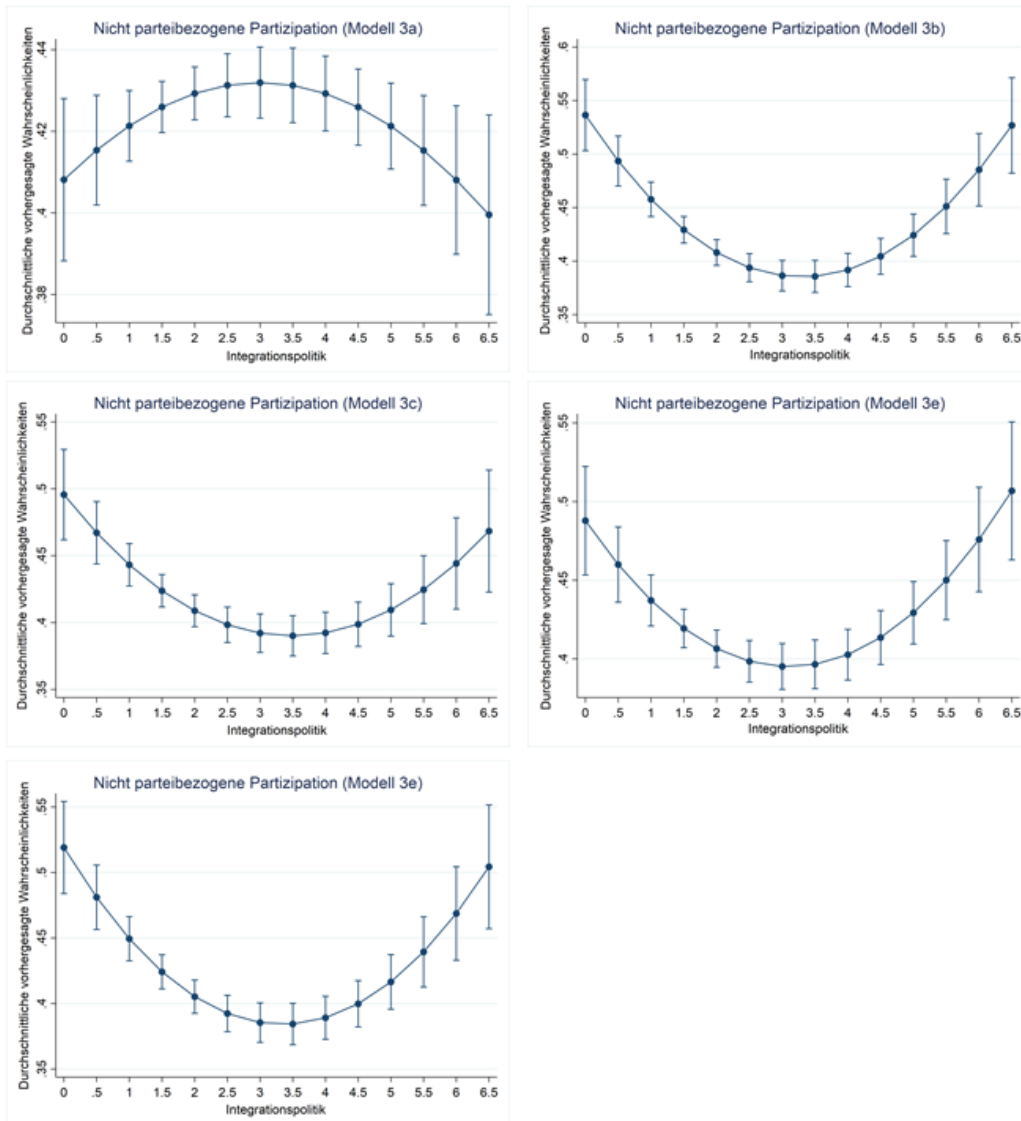 Nicht parteibezogene Partizipation (Modell 3a)
Durchschnittliche vorhergesagte Wahrscheinlichkeiten
.44
.42
.4
.38
0 .5 1 1.5 2 2.5 3 3.5 4 4.5 5 5.5 6 6.5
Integrationspolitik
Nicht parteibezogene Partizipation (Modell 3b)
Durchschnittliche vorhergesagte Wahrscheinlichkeiten
.6
.55
.5
.45
.4
.35
0 .5 1 1.5 2 2.5 3 3.5 4 4.5 5 5.5 6 6.5
Integrationspolitik
Nicht parteibezogene Partizipation (Modell 3c)
Durchschnittliche vorhergesagte Wahrscheinlichkeiten
.55
.5
.45
.4
.35
0 .5 1 1.5 2 2.5 3 3.5 4 4.5 5 5.5 6 6.5
Integrationspolitik
Nicht parteibezogene Partizipation (Modell 3e)
Durchschnittliche vorhergesagte Wahrscheinlichkeiten
.55
.5
.45
.4
0 .5 1 1.5 2 2.5 3 3.5 4 4.5 5 5.5 6 6.5
Integrationspolitik
Nicht parteibezogene Partizipation (Modell 3e)
Durchschnittliche vorhergesagte Wahrscheinlichkeiten
.55
.5
.45
.4
.35
0 .5 1 1.5 2 2.5 3 3.5 4 4.5 5 5.5 6 6.5
Integrationspolitik